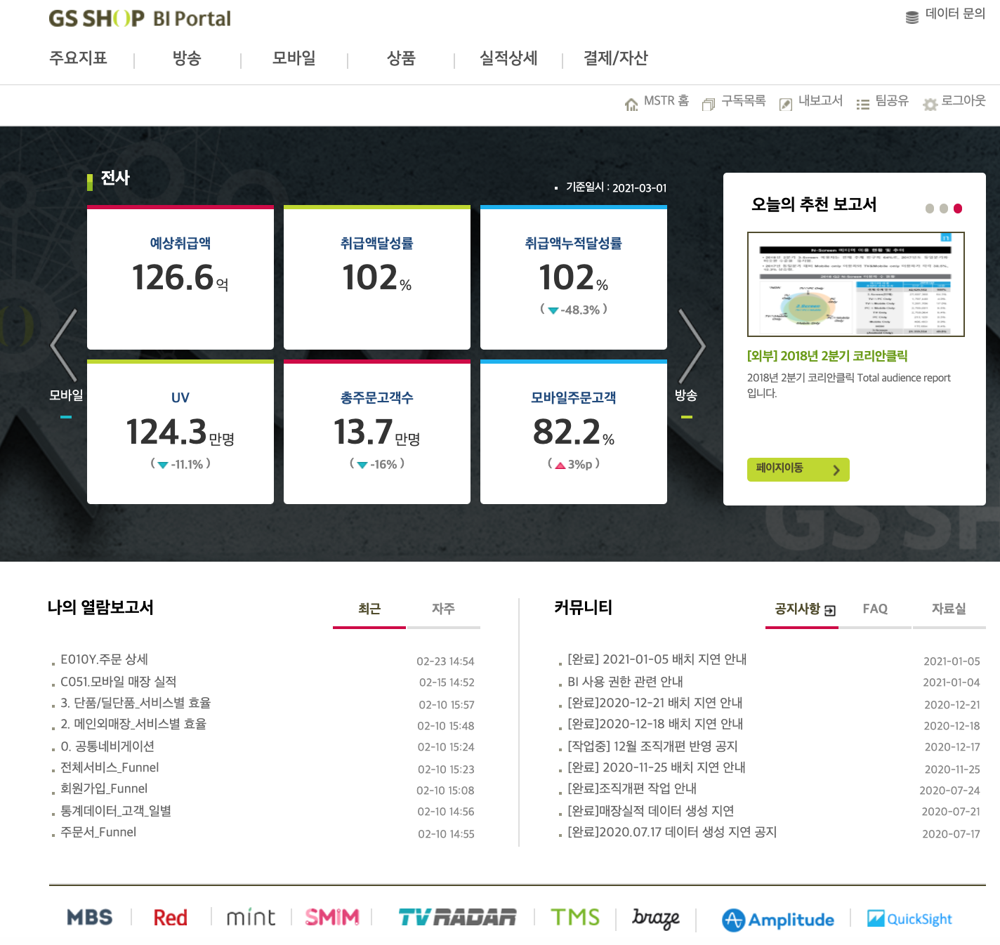 GS SHOP BI Portal
데이터 문의
주요지표 방송 모바일 상품 실적상세 결제/자산
MSTR 홈 구독목록 내보고서 팀공유 로그아웃
전사
기준일시 : 2021-03-01
예상취급액
126.6억
취급액달성률
102%
취급액누적달성률
102%
( ▼ -48.3% )
UV
124.3만명
( ▼ -11.1% )
총주문고객수
13.7만명
( ▼ -16% )
모바일주문고객
82.2%
( ▲ 3%p )
모바일
방송
오늘의 추천 보고서
N-Screen 미디어 이용 현황 및 추이
[외부] 2018년 2분기 코리안클릭
2018년 2분기 코리안클릭 Total audience report
입니다.
페이지이동
GS SH
나의 열람보고서
최근 자주
E010Y.주문 상세 02-23 14:54
C051.모바일 매장 실적 02-15 14:52
3. 단품/딜단품_서비스별 효율 02-10 15:57
2. 메인외매장_서비스별 효율 02-10 15:48
0. 공통네비게이션 02-10 15:24
전체서비스_Funnel 02-10 15:23
회원가입_Funnel 02-10 15:08
통계데이터_고객_일별 02-10 14:56
주문서_Funnel 02-10 14:55
커뮤니티
공지사항 FAQ 자료실
[완료] 2021-01-05 배치 지연 안내 2021-01-05
BI 사용 권한 관련 안내 2021-01-04
[완료]2020-12-21 배치 지연 안내 2020-12-21
[완료]2020-12-18 배치 지연 안내 2020-12-18
[작업중] 12월 조직개편 반영 공지 2020-12-17
[완료] 2020-11-25 배치 지연 안내 2020-11-25
[완료]조직개편 작업 안내 2020-07-24
[완료]매장실적 데이터 생성 지연 2020-07-21
[완료]2020.07.17 데이터 생성 지연 공지 2020-07-17
MBS Red mint SMiM TV RADAR TMS braze Amplitude QuickSight